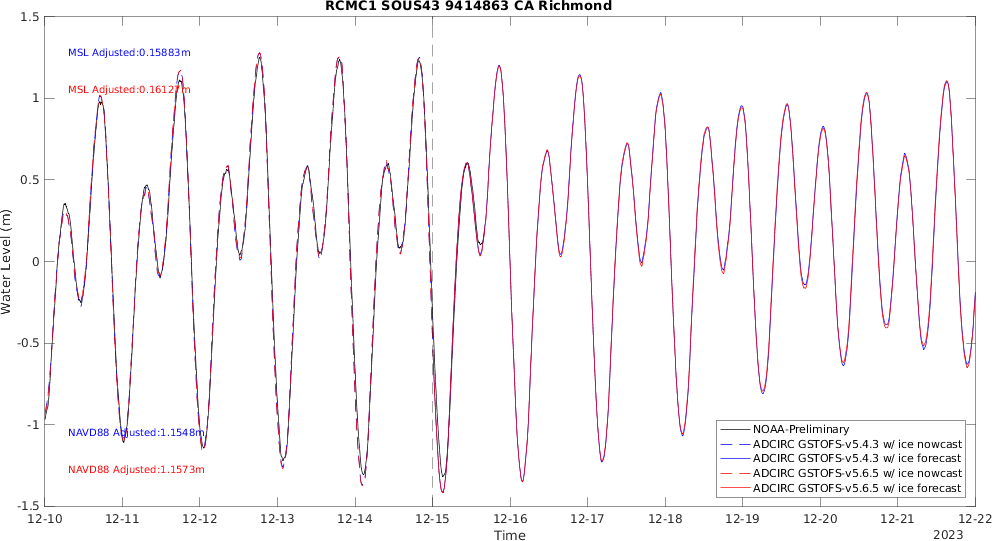 RCMC1 SOUS43 9414863 CA Richmond
1.5
1
0.5
0
-0.5
-1
-1.5
Water Level (m)
MSL Adjusted:0.15883m
MSL Adjusted:0.16127m
NAVD88 Adjusted:1.1548m
NAVD88 Adjusted:1.1573m
NOAA-Preliminary
ADCIRC GSTOFS-v5.4.3 w/ ice nowcast
ADCIRC GSTOFS-v5.4.3 w/ ice forecast
ADCIRC GSTOFS-v5.6.5 w/ ice nowcast
ADCIRC GSTOFS-v5.6.5 w/ ice forecast
12-10 12-11 12-12 12-13 12-14 12-15 12-16 12-17 12-18 12-19 12-20 12-21 12-22
Time
2023